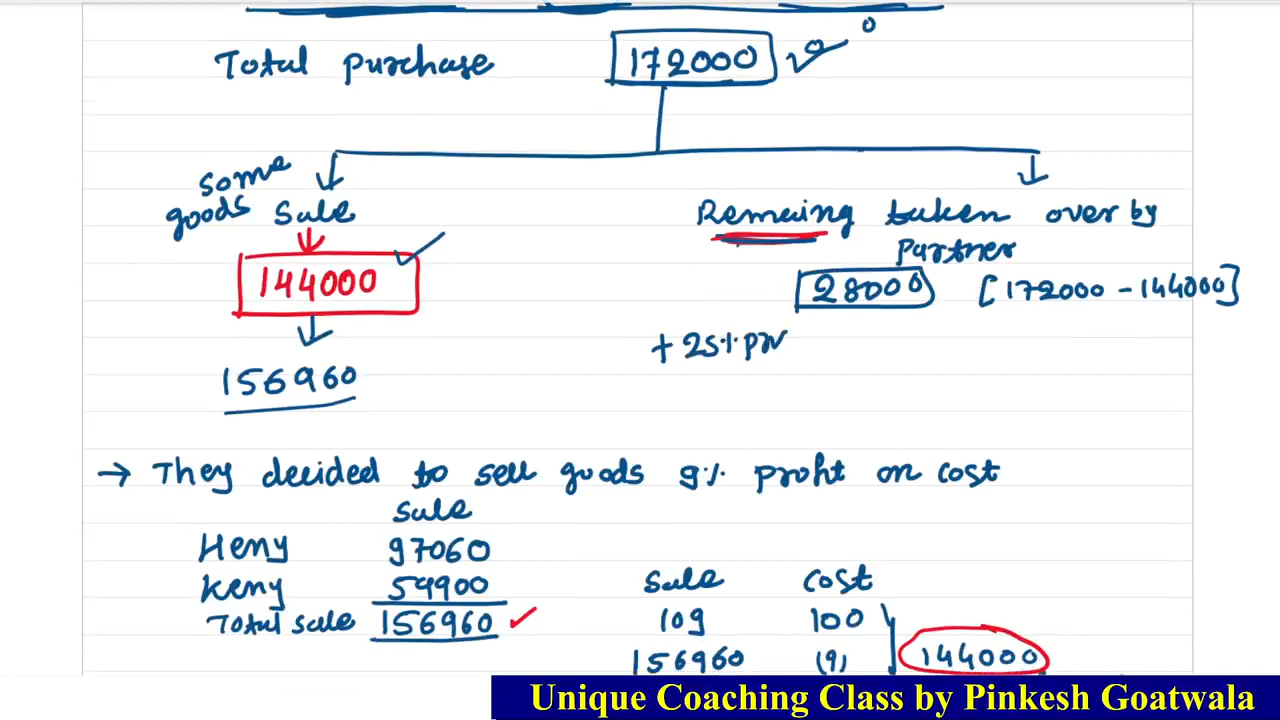 Total purchase 172000
some
goods Sale
Remaing taken over by
partner
144000
28000 [172000 - 144000]
+ 25% pr
156960
→ They decided to sell goods 9% profit on cost
Sale
Heny 97060
Keny 59900
Total sale 156960
Sale Cost
109 100
156960 (?) 144000
Unique Coaching Class by Pinkesh Goatwala